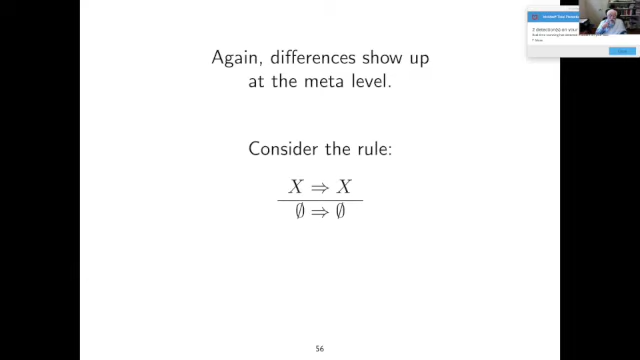 Again, differences show up
at the meta level.
Consider the rule:
X ⇒ X
∅ ⇒ ∅
56